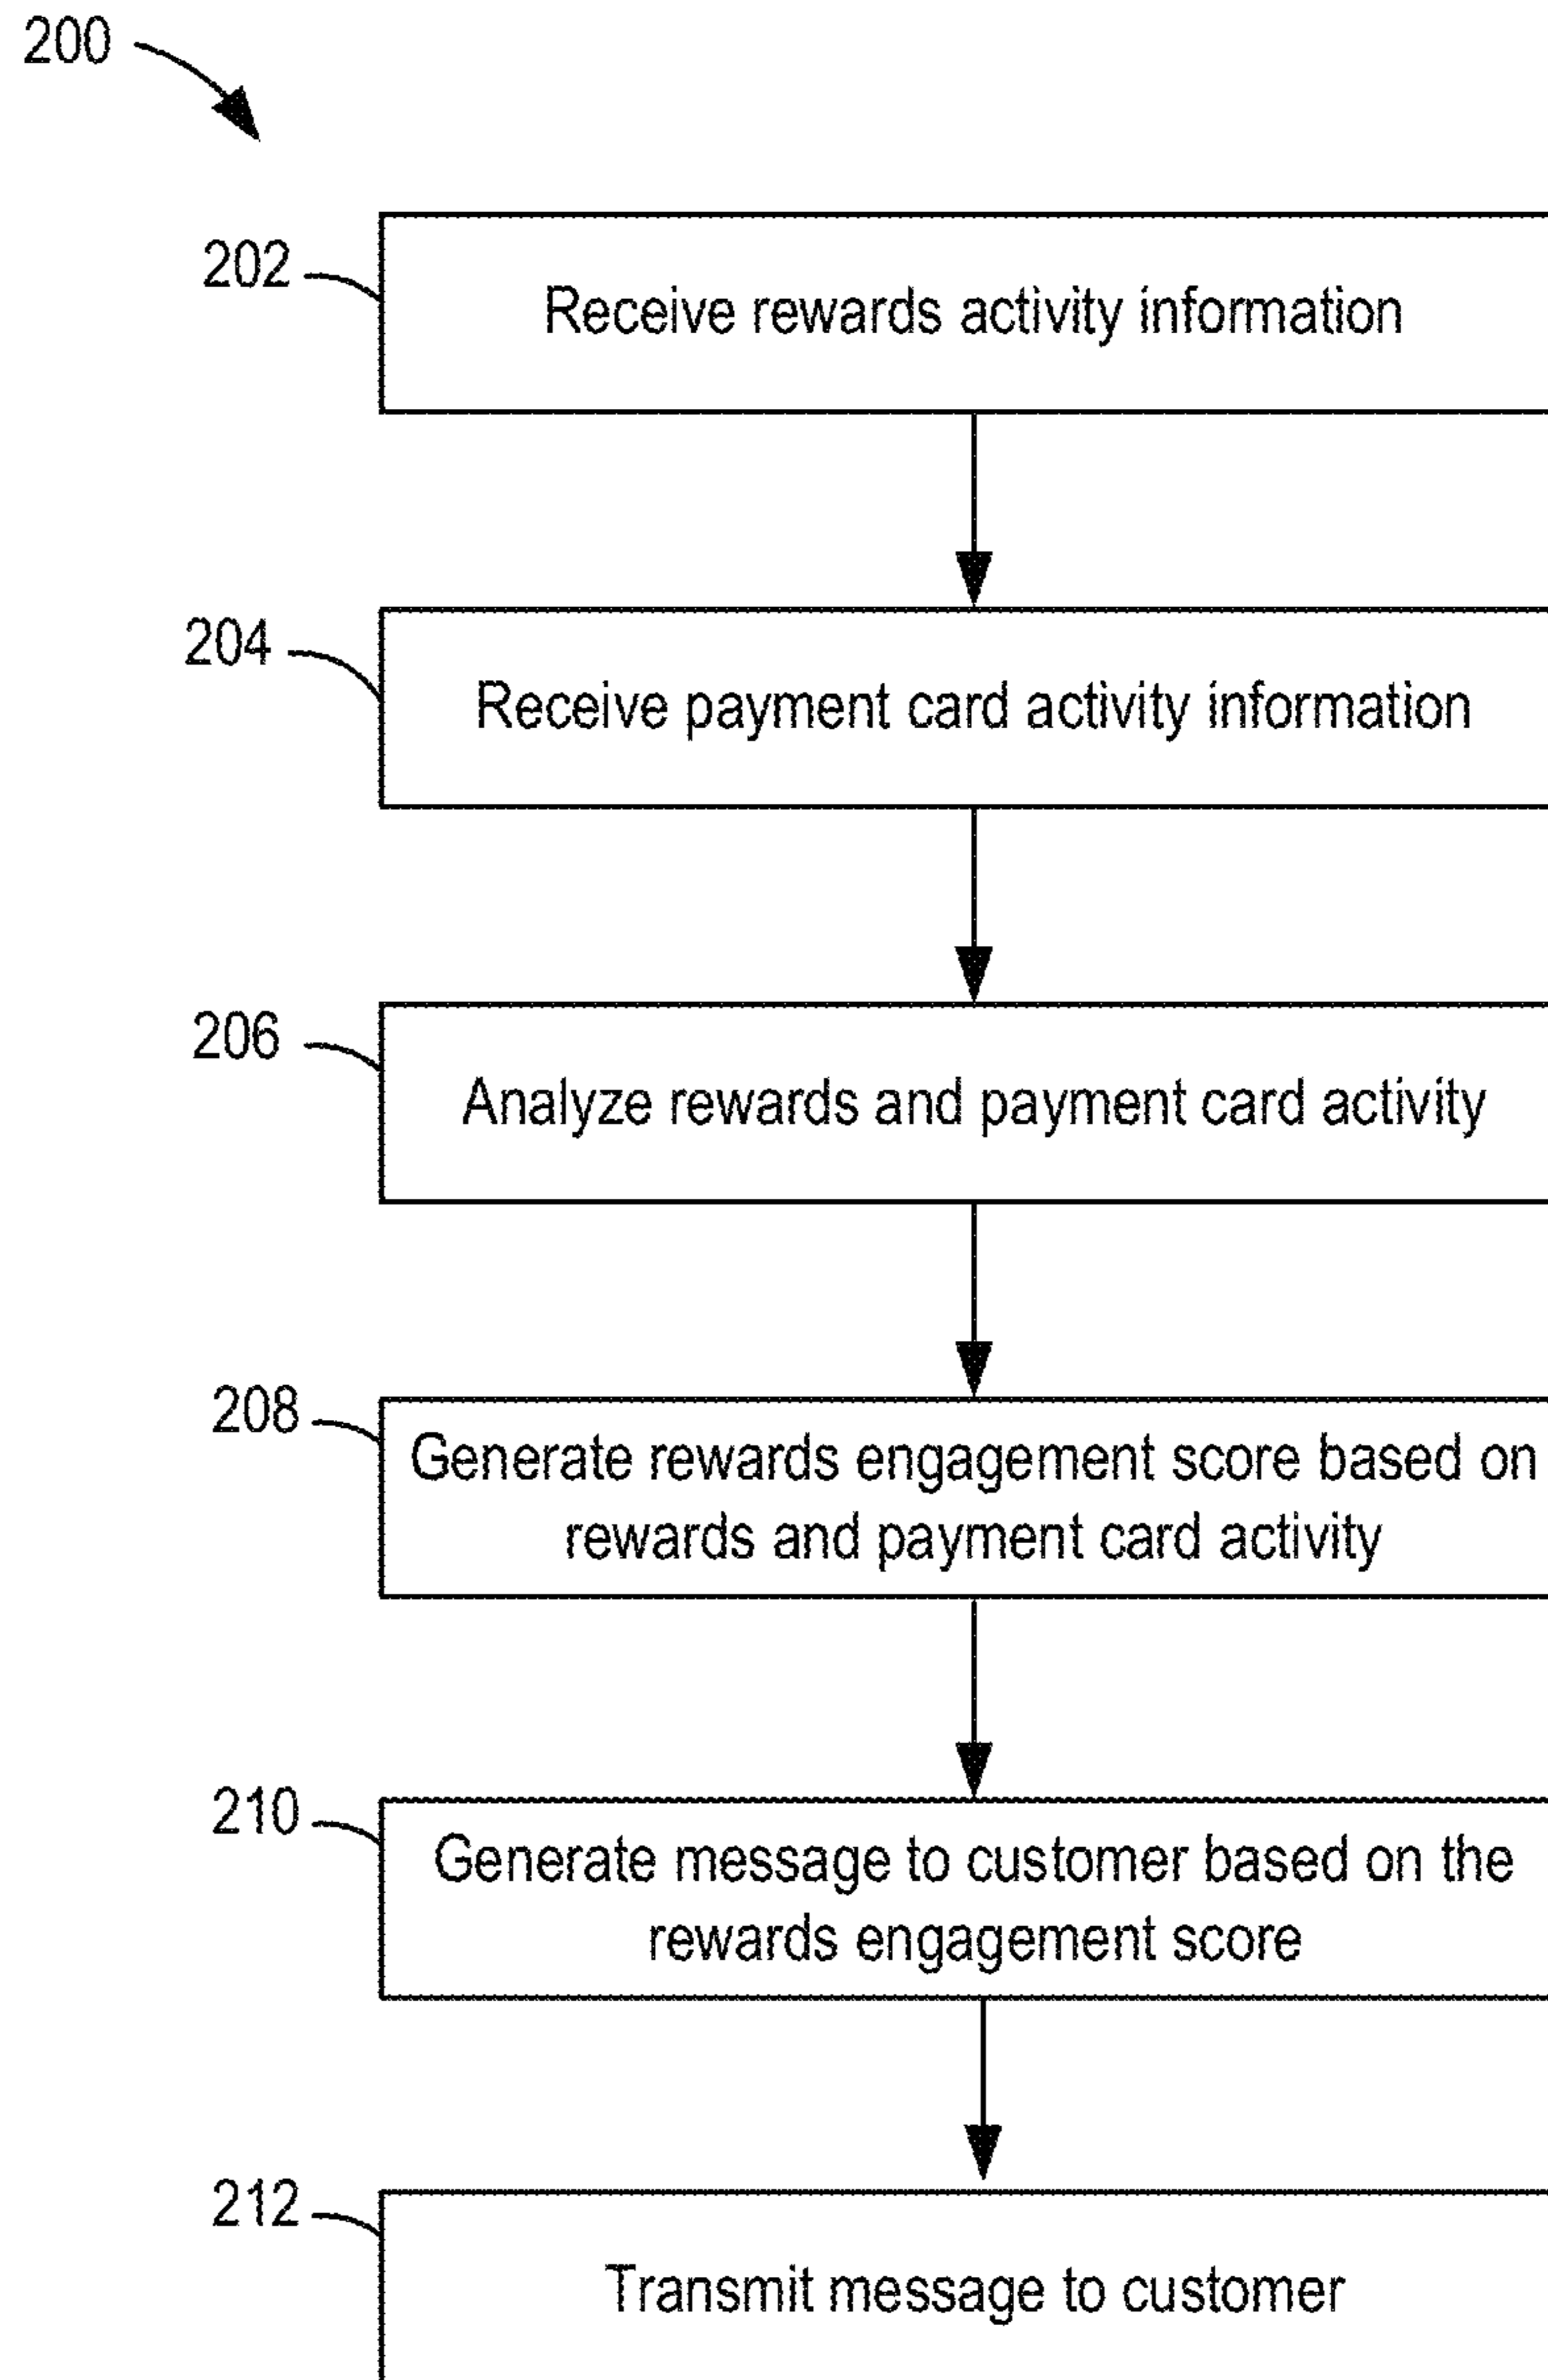 200
202
Receive rewards activity information
204
Receive payment card activity information
206
Analyze rewards and payment card activity
208
Generate rewards engagement score based on
rewards and payment card activity
210
Generate message to customer based on the
rewards engagement score
212
Transmit message to customer